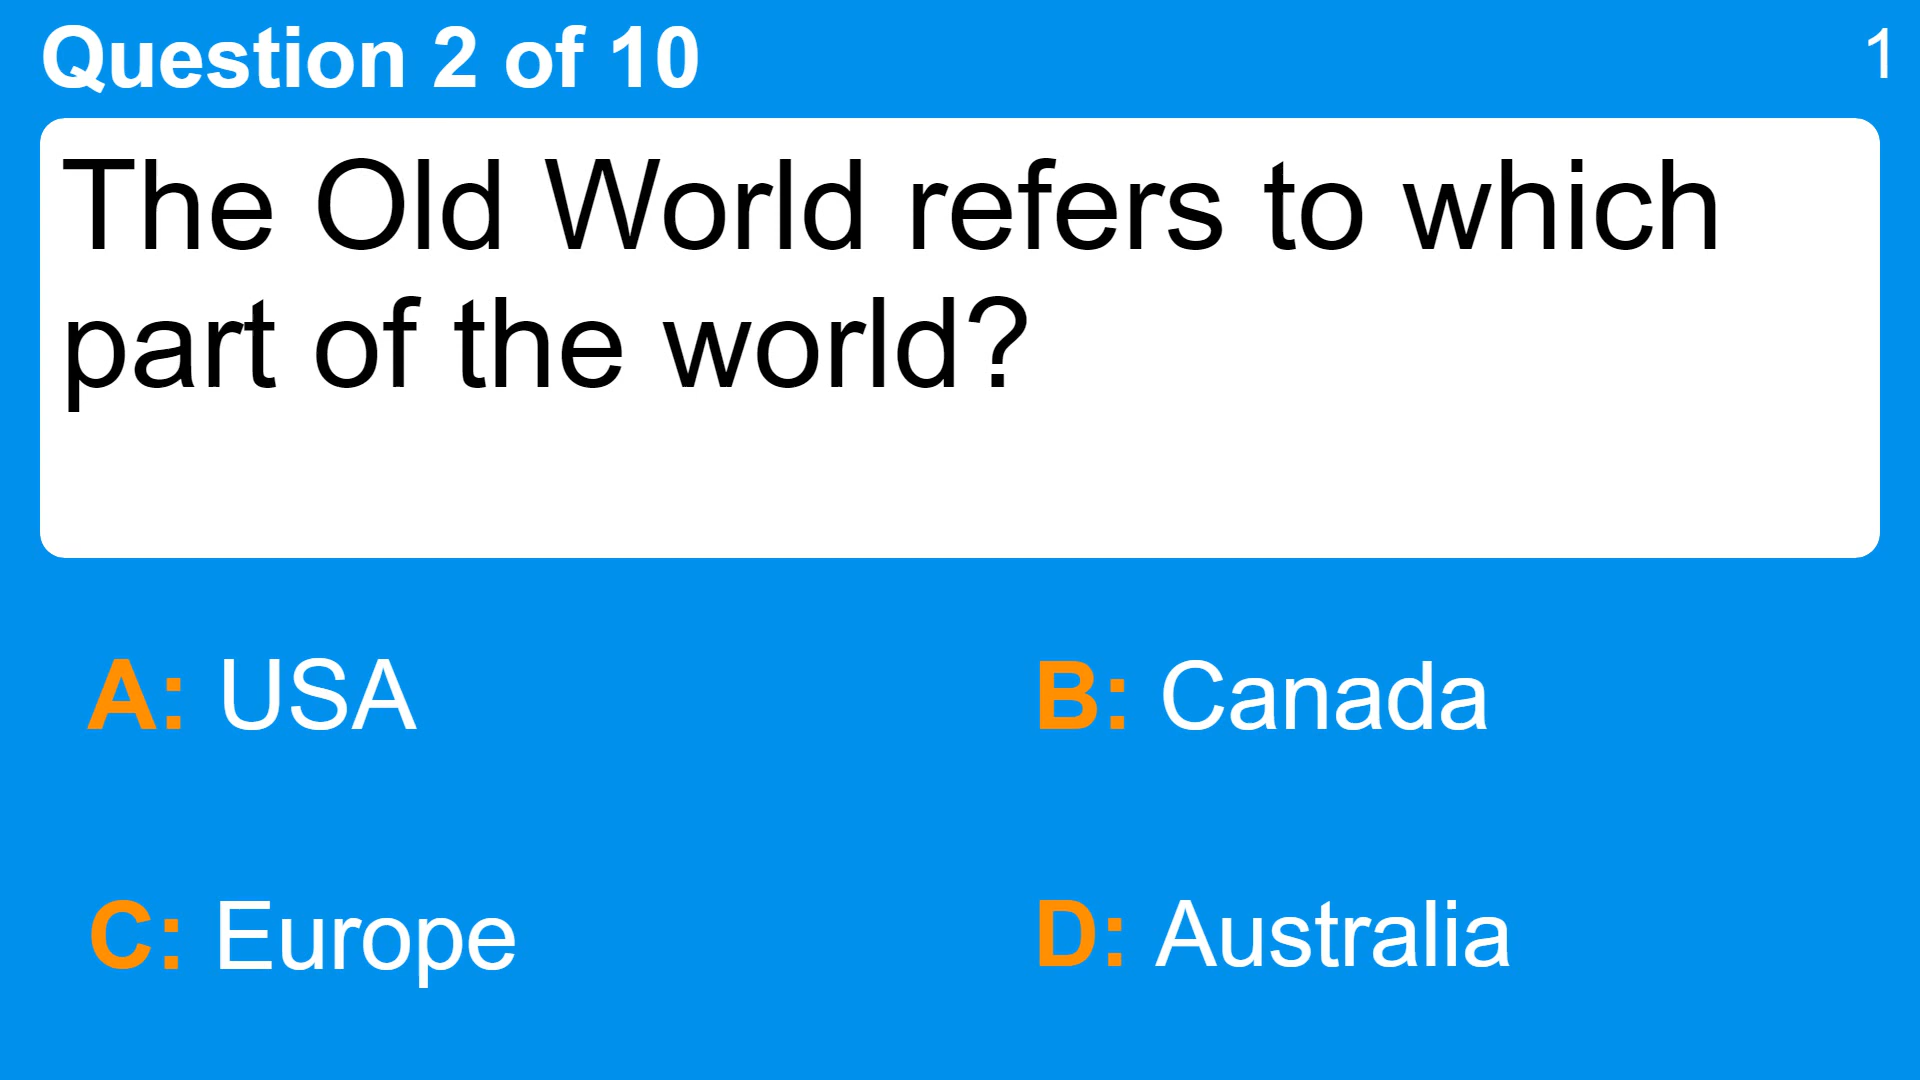 Question 2 of 10
1
The Old World refers to which
part of the world?
A: USA
B: Canada
C: Europe
D: Australia